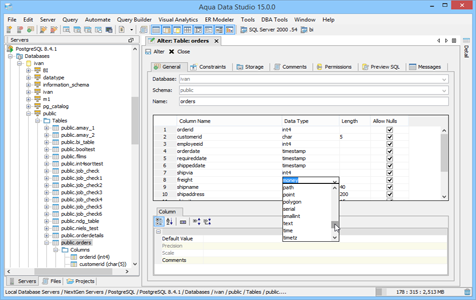 Aqua Data Studio 15.0.0
File Edit Server Automate Query Builder Visual Analytics ER Modeler Tools DBA Tools Window Help
SQL Server 2000 .54 bi
Servers
PostgreSQL 8.4.1
Databases
ivan
BI
datatype
information_schema
ivan
m1
pg_catalog
public
Tables
public.array_1
public.array_2
public.bi_table
public.booltest
public.films
public.int4tests
public.job_check
public.job_check1
public.job_check2
public.job_check3
public.job_check4
public.job_check5
public.job_check6
public.ndg_table
public.niels_test
public.orderdetails
public.orders
Columns
orderid (int4)
customerid (char(5))
Servers Files Projects
Alter: Table: orders
Alter Close
General Constraints Storage Comments Permissions Preview SQL Messages
Database: ivan
Schema: public
Name: orders
Column Name Data Type Length Allow Nulls
1 orderid int4
2 customerid char 5
3 employeeid int4
4 orderdate timestamp
5 requireddate timestamp
6 shippeddate timestamp
7 shipvia int4
8 freight money
9 shipname 40
path
point
polygon
serial
smallint
text
time
timetz
Column
Default Value
Precision
Scale
Comments
Detail
Local Database Servers / NextGen Servers / PostgreSQL / PostgreSQL 8.4.1 / Databases / ivan / public / Tables / public....
178 : 315 : 2,513 MB